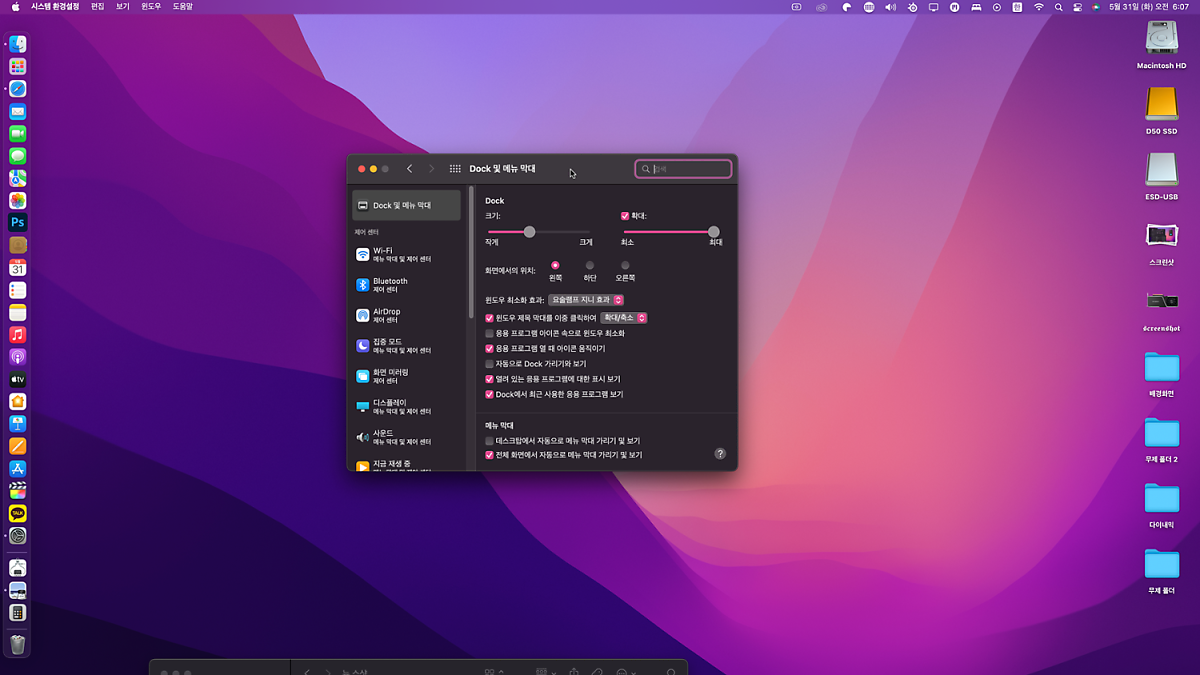 시스템 환경설정 편집 보기 윈도우 도움말
5월 31일 (화) 오전 6:07
Macintosh HD
D50 SSD
ESD-USB
스크린샷
screenshot
배경화면
무제 폴더 2
다이내믹
무제 폴더
Ps
31
TALK
tv
Dock 및 메뉴 막대
검색
Dock 및 메뉴 막대
제어 센터
Wi-Fi
메뉴 막대 및 제어 센터
Bluetooth
제어 센터
AirDrop
제어 센터
집중 모드
메뉴 막대 및 제어 센터
화면 미러링
제어 센터
디스플레이
메뉴 막대 및 제어 센터
사운드
메뉴 막대 및 제어 센터
지금 재생 중
메뉴 막대 및 제어 센터
Dock
크기:
확대:
작게 크게 최소 최대
화면에서의 위치: 왼쪽 하단 오른쪽
윈도우 최소화 효과: 요술램프 지니 효과
윈도우 제목 막대를 이중 클릭하여 확대/축소
응용 프로그램 아이콘 속으로 윈도우 최소화
응용 프로그램 열 때 아이콘 움직이기
자동으로 Dock 가리기와 보기
열려 있는 응용 프로그램에 대한 표시 보기
Dock에서 최근 사용한 응용 프로그램 보기
메뉴 막대
데스크탑에서 자동으로 메뉴 막대 가리기 및 보기
전체 화면에서 자동으로 메뉴 막대 가리기 및 보기
?